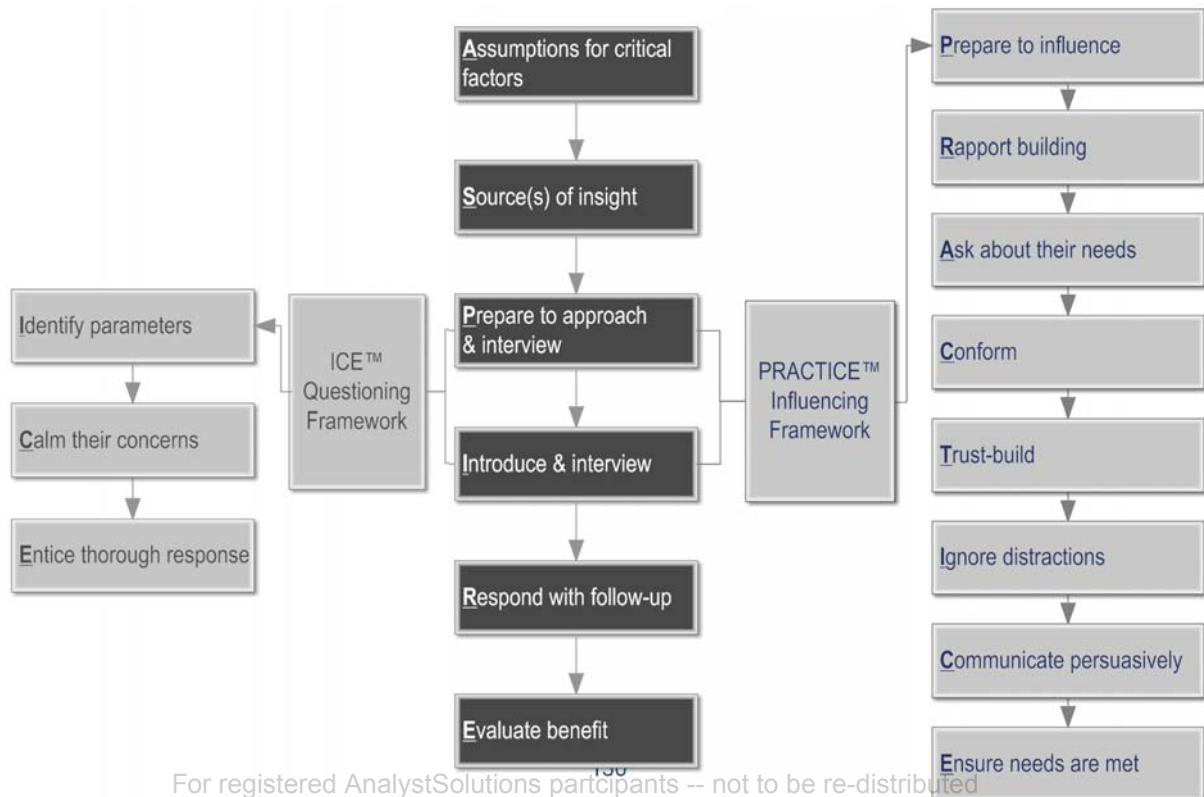 Assumptions for critical
factors
Source(s) of insight
Prepare to approach
& interview
Introduce & interview
Respond with follow-up
Evaluate benefit
ICE™
Questioning
Framework
Identify parameters
Calm their concerns
Entice thorough response
PRACTICE™
Influencing
Framework
Prepare to influence
Rapport building
Ask about their needs
Conform
Trust-build
Ignore distractions
Communicate persuasively
Ensure needs are met
For registered AnalystSolutions participants -- not to be re-distributed